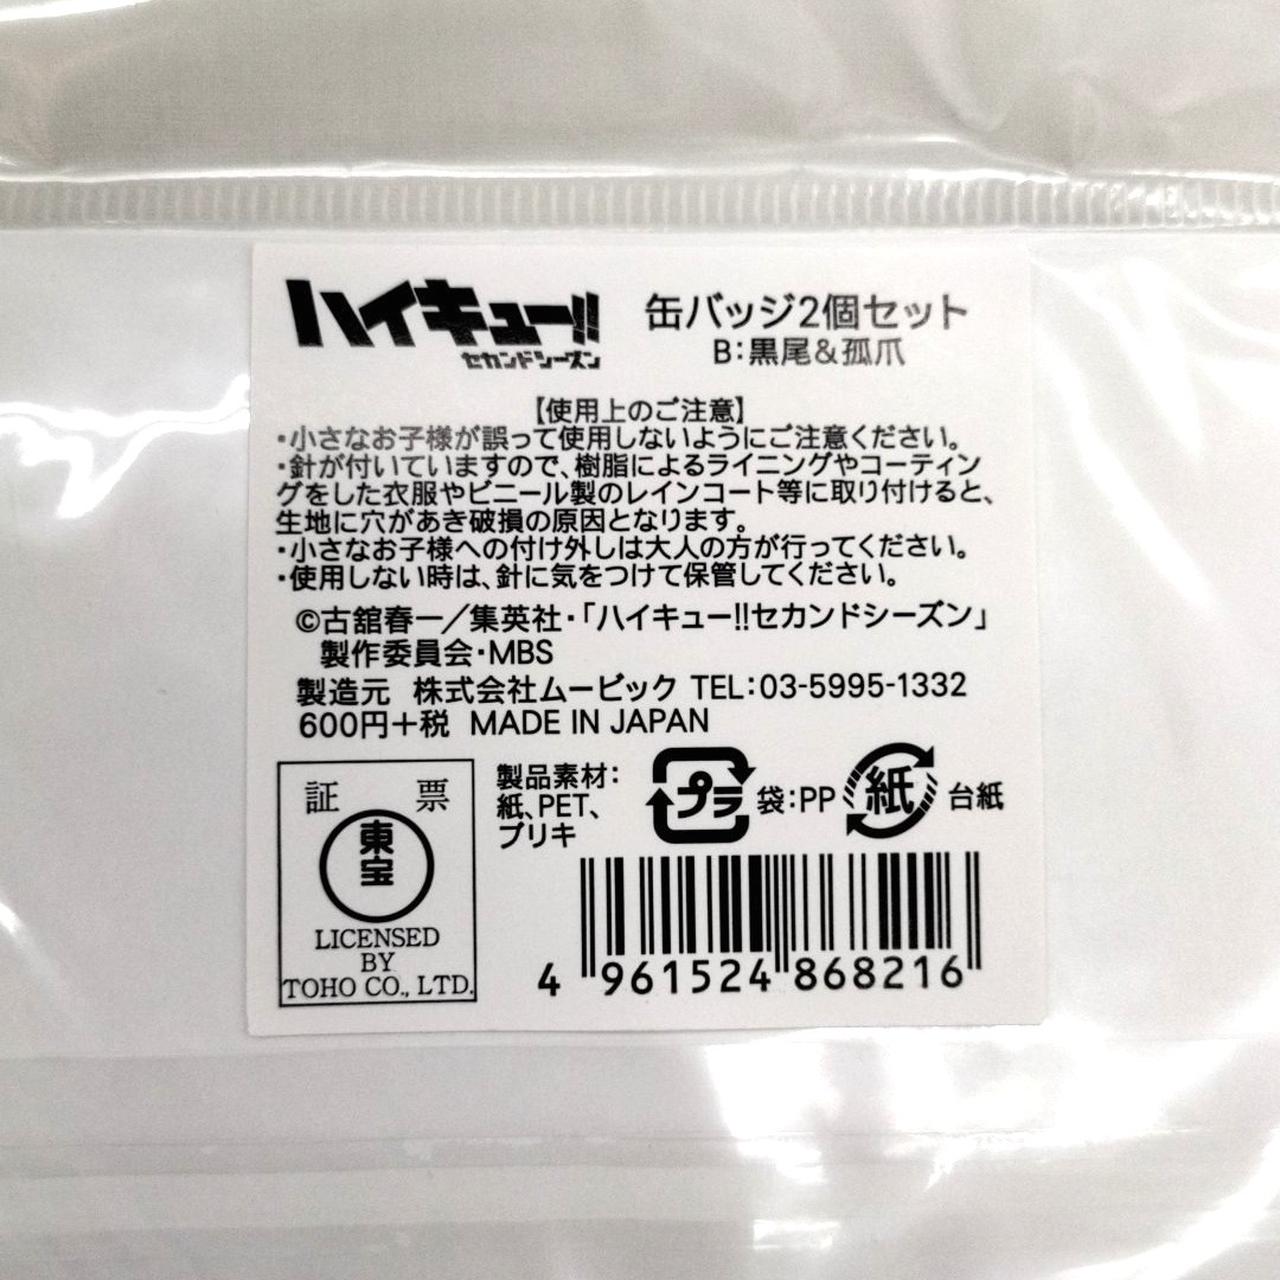 ハイキュー!!
セカンドシーズン
缶バッジ2個セット
B:黒尾&孤爪
【使用上のご注意】
・小さなお子様が誤って使用しないようにご注意ください。
・針が付いていますので、樹脂によるライニングやコーティン
グをした衣服やビニール製のレインコート等に取り付けると、
生地に穴があき破損の原因となります。
・小さなお子様への付け外しは大人の方が行ってください。
・使用しない時は、針に気をつけて保管してください。
©古舘春一/集英社・「ハイキュー!!セカンドシーズン」
製作委員会・MBS
製造元 株式会社ムービック TEL:03-5995-1332
600円+税 MADE IN JAPAN
証 票
東宝
LICENSED
BY
TOHO CO., LTD.
製品素材:
紙、PET、
ブリキ
プラ 袋:PP 紙 台紙
4 961524 868216